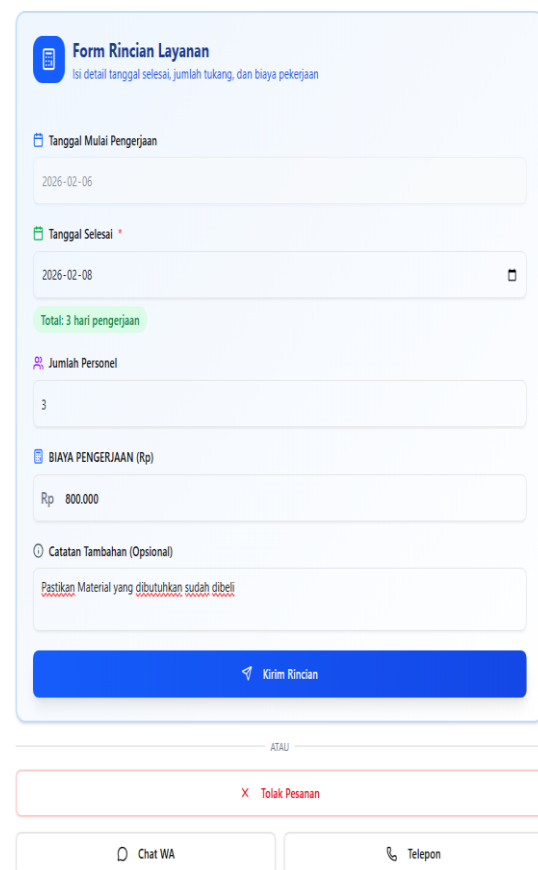 Form Rincian Layanan
Isi detail tanggal selesai, jumlah tukang, dan biaya pekerjaan
Tanggal Mulai Pengerjaan
2026-02-06
Tanggal Selesai *
2026-02-08
Total: 3 hari pengerjaan
Jumlah Personel
3
BIAYA PENGERJAAN (Rp)
Rp 800.000
Catatan Tambahan (Opsional)
Pastikan Material yang dibutuhkan sudah dibeli
Kirim Rincian
ATAU
Tolak Pesanan
Chat WA
Telepon